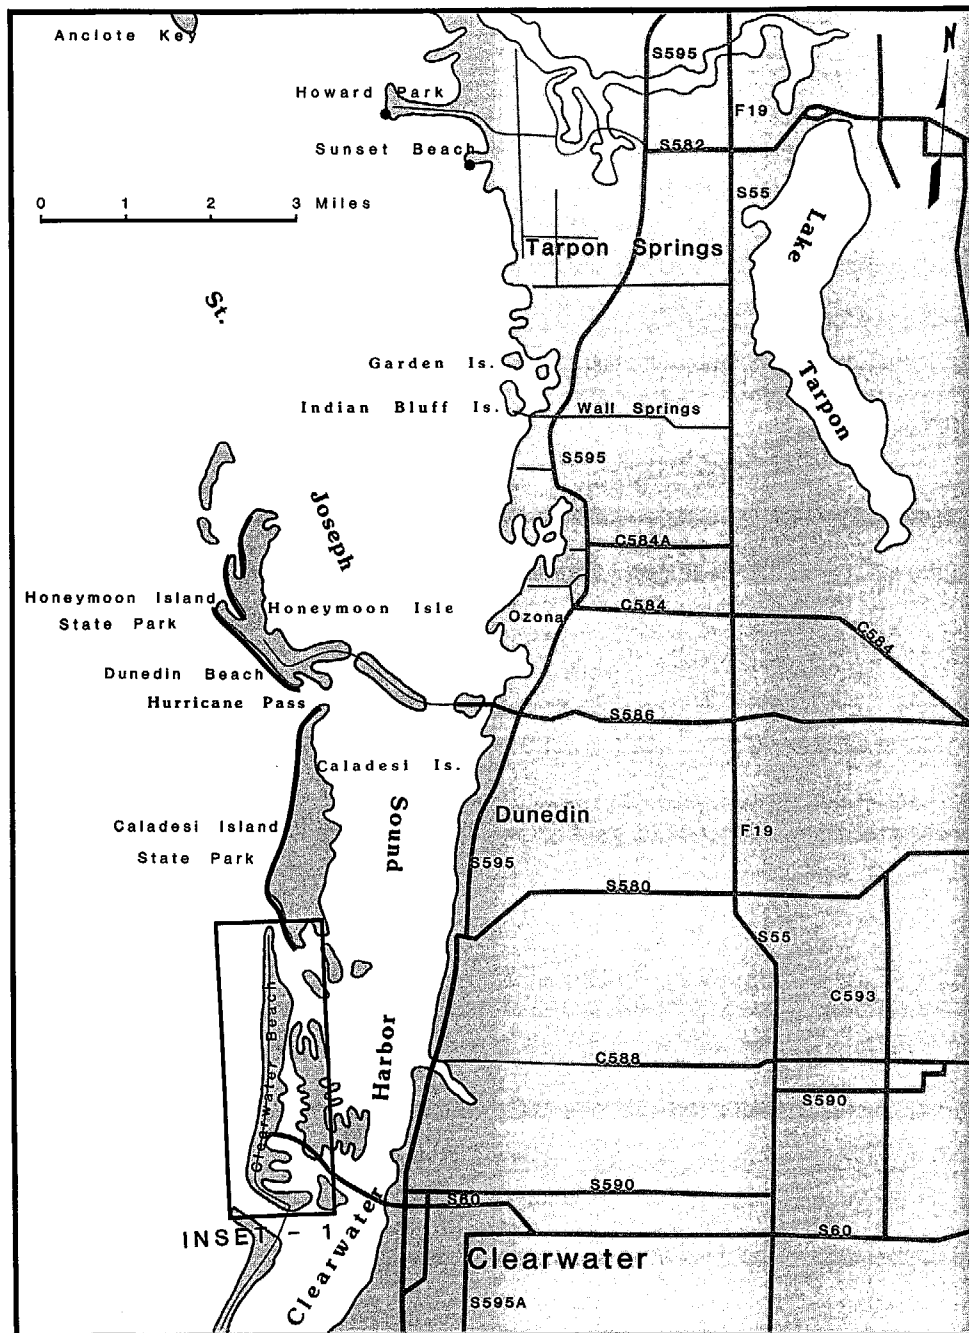 Anclote Key
S595
N
Howard Park
F19
Sunset Beach
S582
0 1 2 3 Miles
S55
Tarpon Springs
Lake
St.
Garden Is.
Tarpon
Indian Bluff Is.
Wall Springs
S595
Joseph
C584A
Honeymoon Island
State Park
Honeymoon Isle
Ozona
C584
C584
Dunedin Beach
Hurricane Pass
S586
Caladesi Is.
Sound
Dunedin
Caladesi Island
State Park
F19
S595
S580
S55
Clearwater Beach
C593
Harbor
C588
S590
S590
S60
Clearwater
S60
INSET - 1
Clearwater
S595A